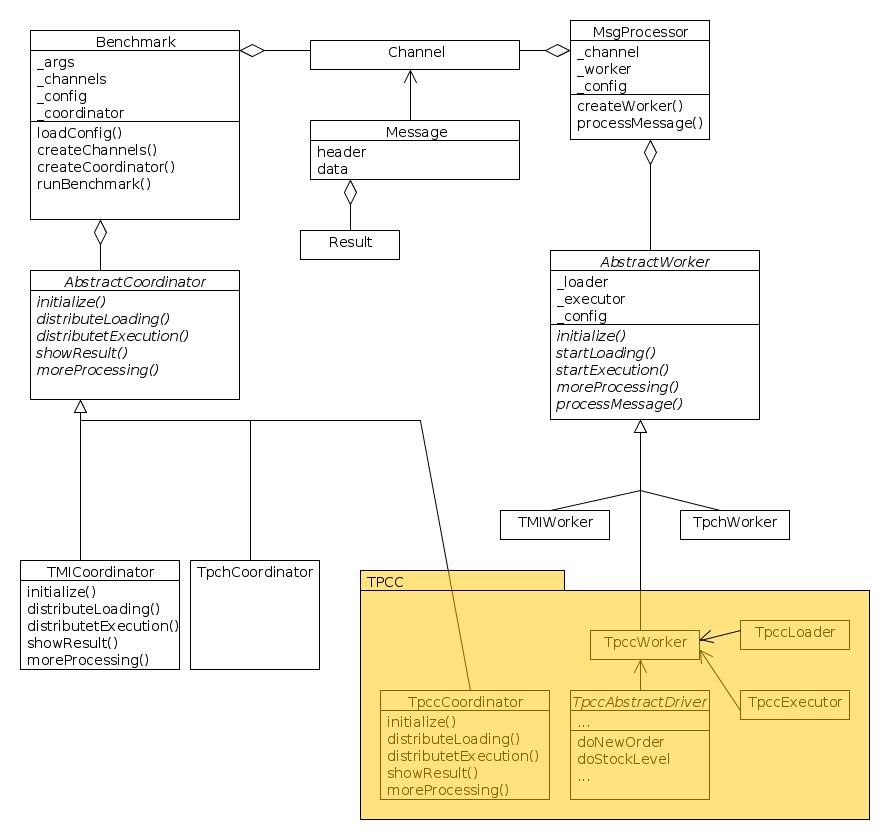 Benchmark
_args
_channels
_config
_coordinator
loadConfig()
createChannels()
createCoordinator()
runBenchmark()
Channel
Message
header
data
Result
MsgProcessor
_channel
_worker
_config
createWorker()
processMessage()
AbstractCoordinator
initialize()
distributeLoading()
distributetExecution()
showResult()
moreProcessing()
AbstractWorker
_loader
_executor
_config
initialize()
startLoading()
startExecution()
moreProcessing()
processMessage()
TMIWorker
TpchWorker
TMICoordinator
initialize()
distributeLoading()
distributetExecution()
showResult()
moreProcessing()
TpchCoordinator
TPCC
TpccWorker
TpccLoader
TpccExecutor
TpccCoordinator
initialize()
distributeLoading()
distributetExecution()
showResult()
moreProcessing()
TpccAbstractDriver
...
doNewOrder
doStockLevel
...